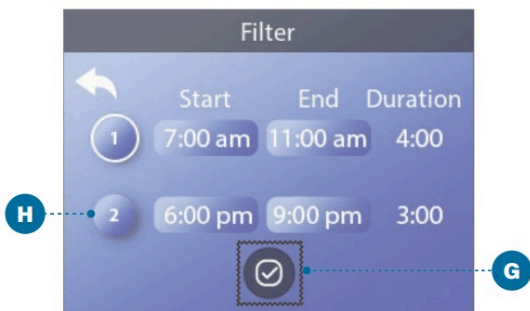 Filter
Start End Duration
1 7:00 am 11:00 am 4:00
H 2 6:00 pm 9:00 pm 3:00
G